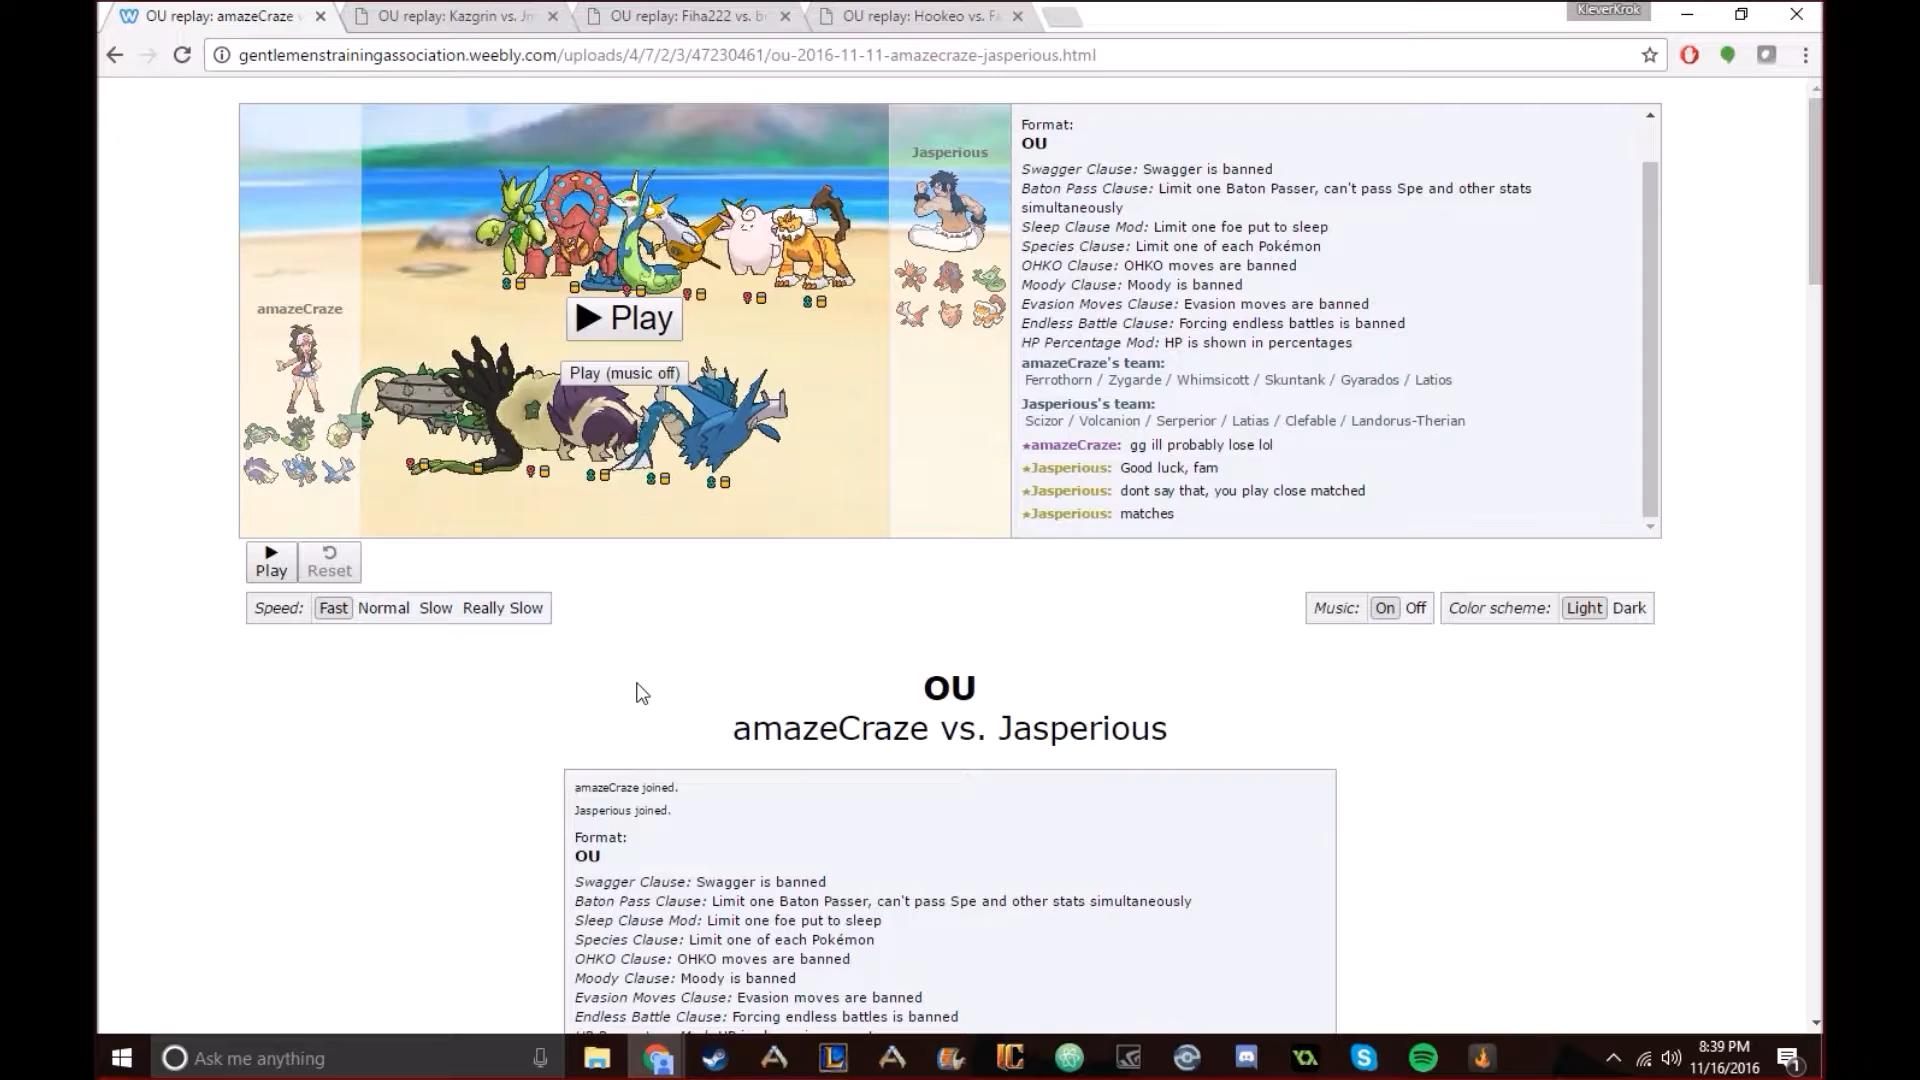 OU replay: amazeCraze
OU replay: Kazgrin vs. Jm
OU replay: Fiha222 vs. b
OU replay: Hookeo vs. Fa
KleverKrok
gentlemenstrainingassociation.weebly.com/uploads/4/7/2/3/47230461/ou-2016-11-11-amazecraze-jasperious.html
Jasperious
amazeCraze
Play
Play (music off)
Format:
OU
Swagger Clause: Swagger is banned
Baton Pass Clause: Limit one Baton Passer, can't pass Spe and other stats
simultaneously
Sleep Clause Mod: Limit one foe put to sleep
Species Clause: Limit one of each Pokémon
OHKO Clause: OHKO moves are banned
Moody Clause: Moody is banned
Evasion Moves Clause: Evasion moves are banned
Endless Battle Clause: Forcing endless battles is banned
HP Percentage Mod: HP is shown in percentages
amazeCraze's team:
Ferrothorn / Zygarde / Whimsicott / Skuntank / Gyarados / Latios
Jasperious's team:
Scizor / Volcanion / Serperior / Latias / Clefable / Landorus-Therian
★amazeCraze: gg ill probably lose lol
★Jasperious: Good luck, fam
★Jasperious: dont say that, you play close matched
★Jasperious: matches
Play
Reset
Speed: Fast Normal Slow Really Slow
Music: On Off
Color scheme: Light Dark
OU
amazeCraze vs. Jasperious
amazeCraze joined.
Jasperious joined.
Format:
OU
Swagger Clause: Swagger is banned
Baton Pass Clause: Limit one Baton Passer, can't pass Spe and other stats simultaneously
Sleep Clause Mod: Limit one foe put to sleep
Species Clause: Limit one of each Pokémon
OHKO Clause: OHKO moves are banned
Moody Clause: Moody is banned
Evasion Moves Clause: Evasion moves are banned
Endless Battle Clause: Forcing endless battles is banned
Ask me anything
8:39 PM
11/16/2016
1